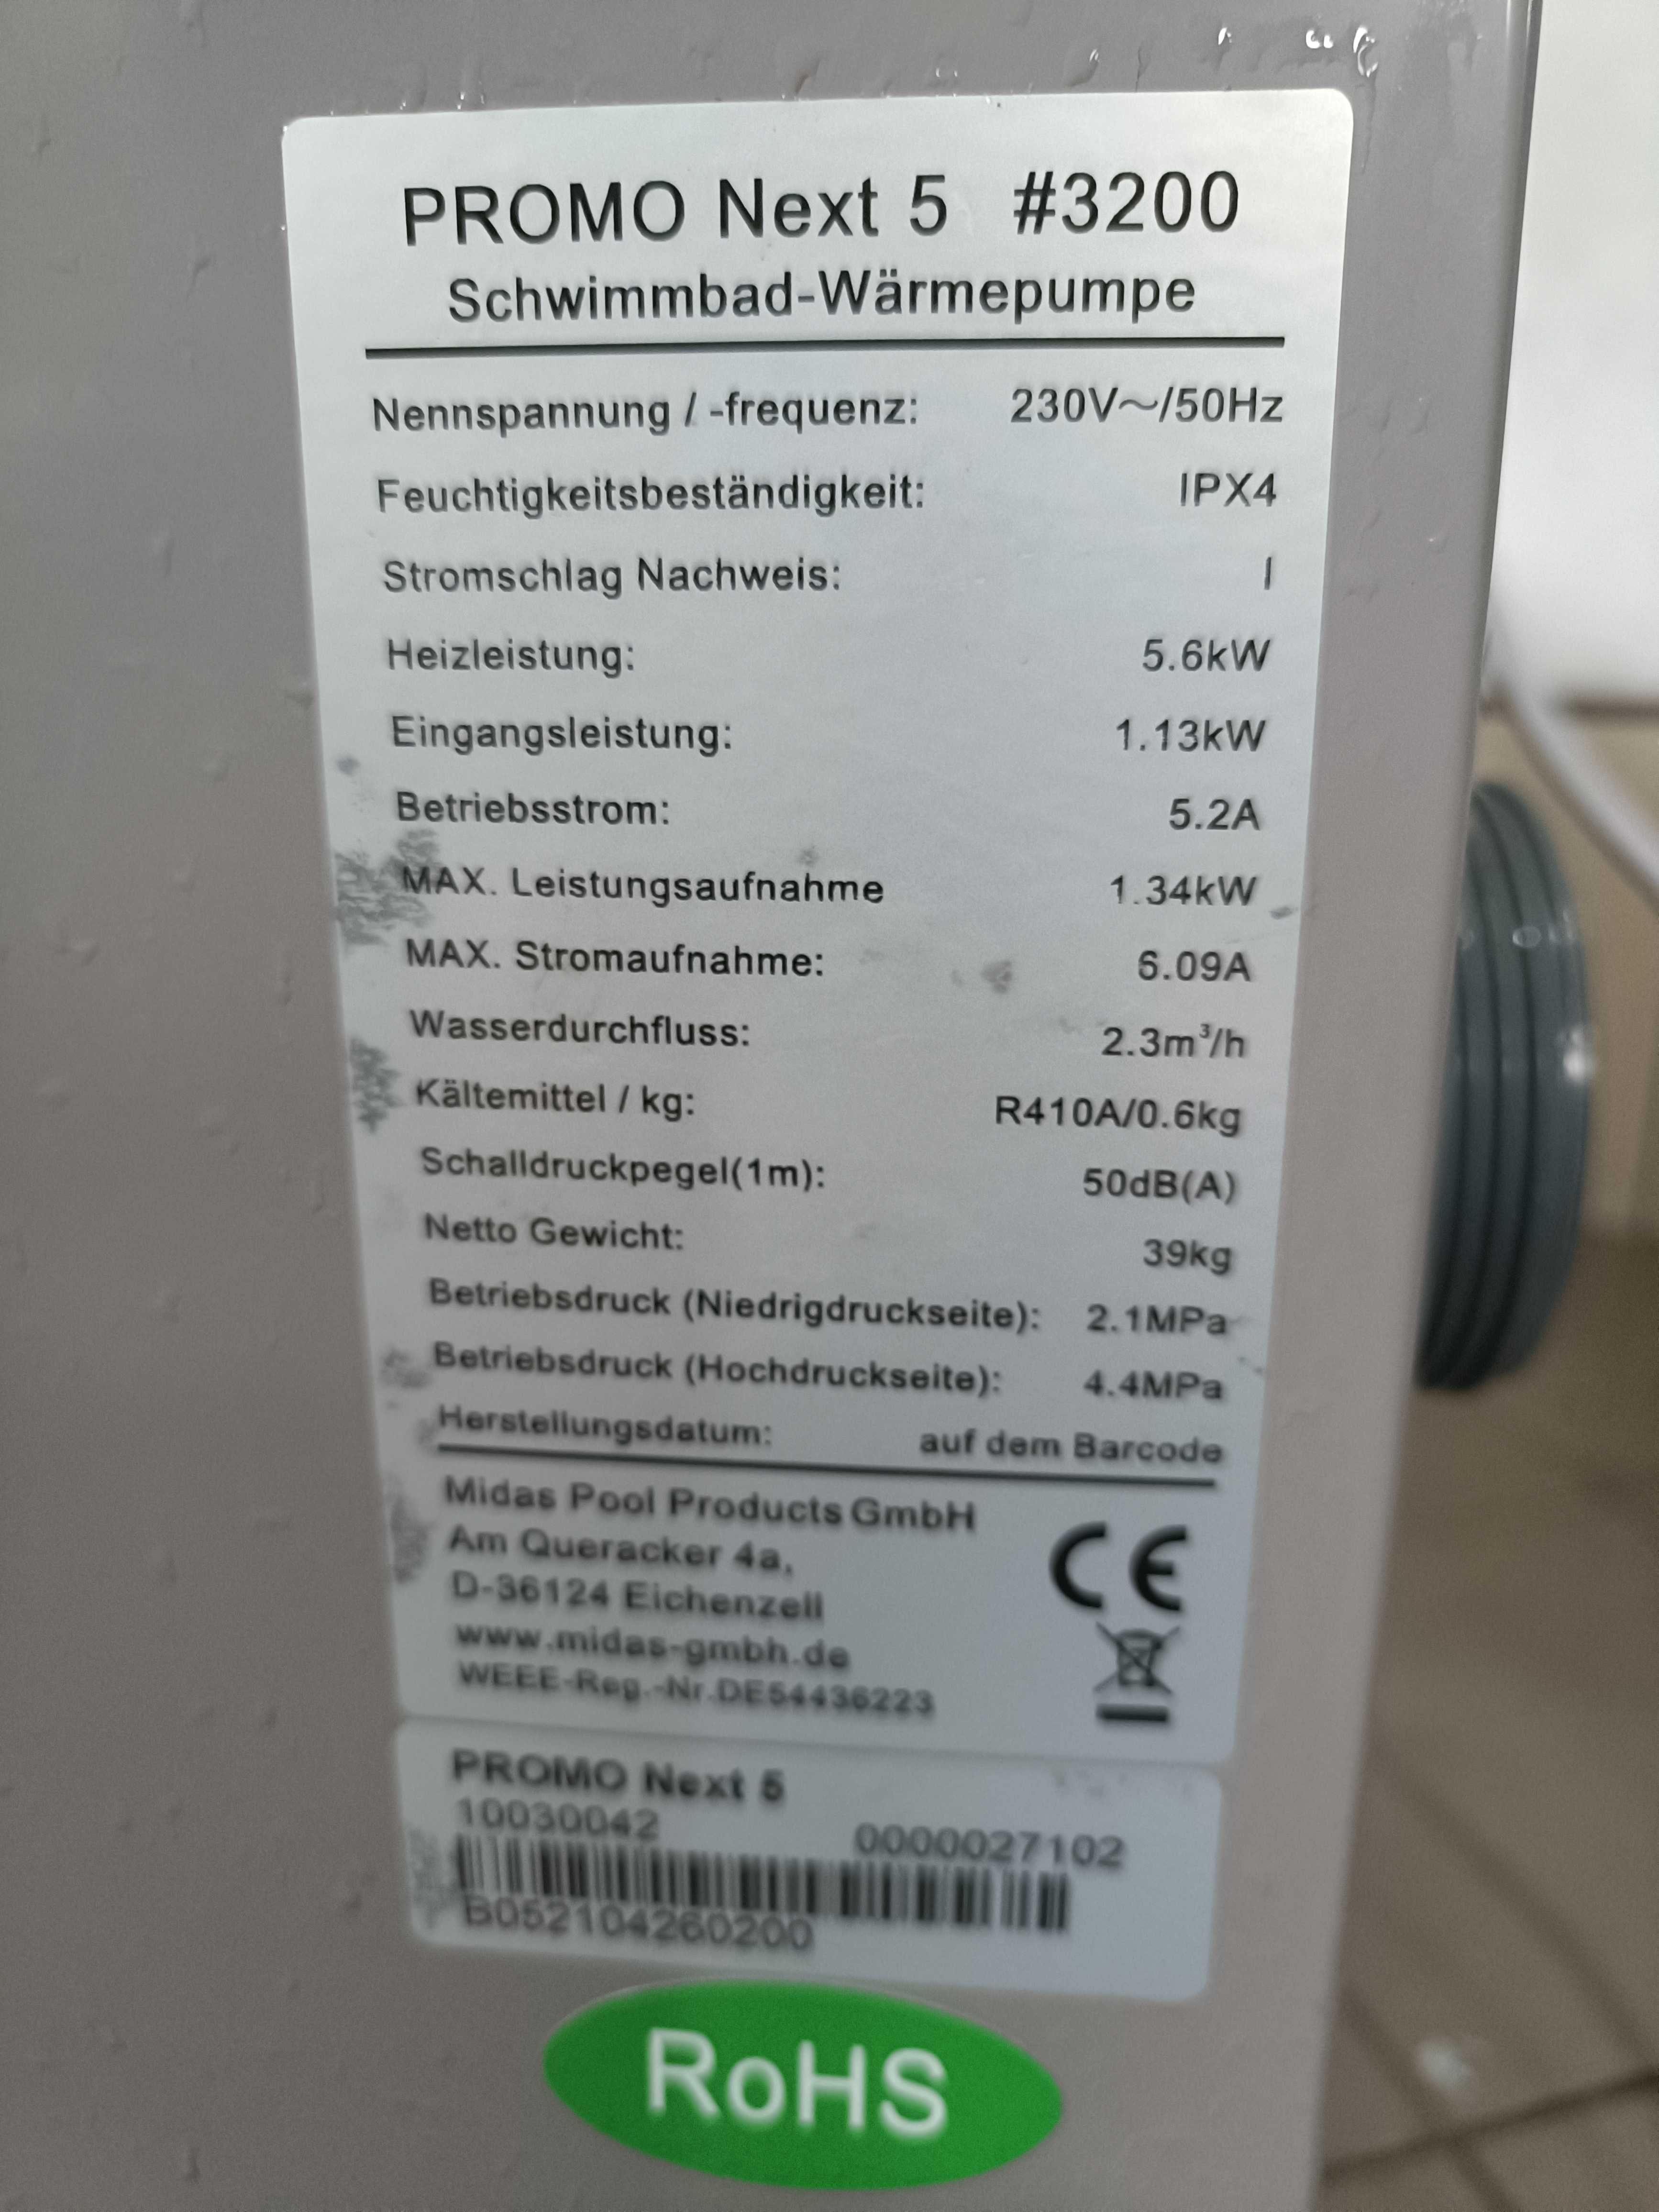 PROMO Next 5 #3200
Schwimmbad-Wärmepumpe
Nennspannung / -frequenz: 230V~/50Hz
Feuchtigkeitsbeständigkeit: IPX4
Stromschlag Nachweis: I
Heizleistung: 5.6kW
Eingangsleistung: 1.13kW
Betriebsstrom: 5.2A
MAX. Leistungsaufnahme 1.34kW
MAX. Stromaufnahme: 6.09A
Wasserdurchfluss: 2.3m³/h
Kältemittel / kg: R410A/0.6kg
Schalldruckpegel(1m): 50dB(A)
Netto Gewicht: 39kg
Betriebsdruck (Niedrigdruckseite): 2.1MPa
Betriebsdruck (Hochdruckseite): 4.4MPa
Herstellungsdatum: auf dem Barcode
Midas Pool Products GmbH
Am Queracker 4a,
D-36124 Eichenzell
www.midas-gmbh.de
WEEE-Reg.-Nr.DE54436223
CE
PROMO Next 5
10030042 0000027102
B052104260200
RoHS